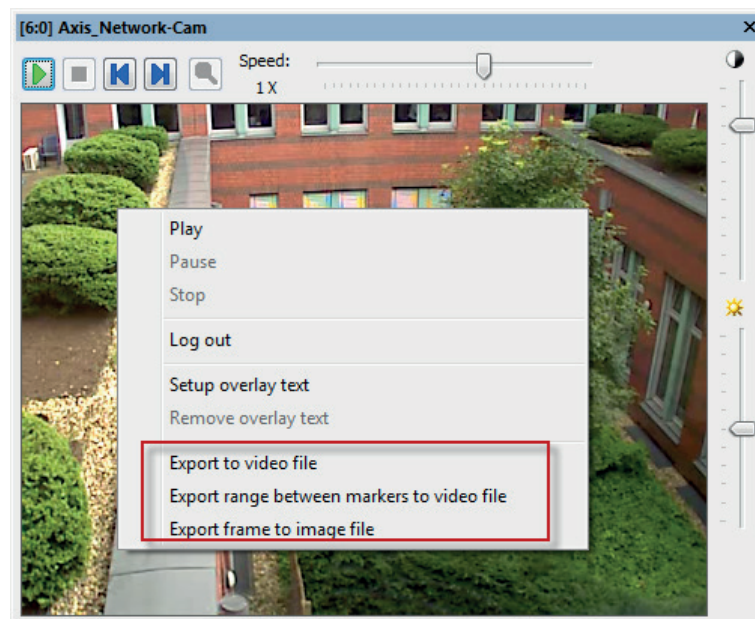 [6:0] Axis_Network-Cam
Speed:
1 X
Play
Pause
Stop
Log out
Setup overlay text
Remove overlay text
Export to video file
Export range between markers to video file
Export frame to image file